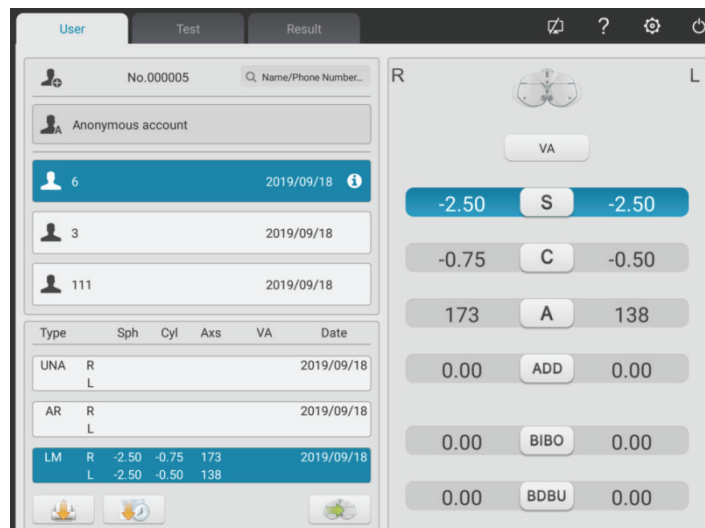 User Test Result ?
No.000005 Name/Phone Number...
A Anonymous account
6 2019/09/18 i
3 2019/09/18
111 2019/09/18
Type Sph Cyl Axs VA Date
UNA R 2019/09/18
L
AR R 2019/09/18
L
LM R -2.50 -0.75 173 2019/09/18
L -2.50 -0.50 138
R L
VA
-2.50 S -2.50
-0.75 C -0.50
173 A 138
0.00 ADD 0.00
0.00 BIBO 0.00
0.00 BDBU 0.00